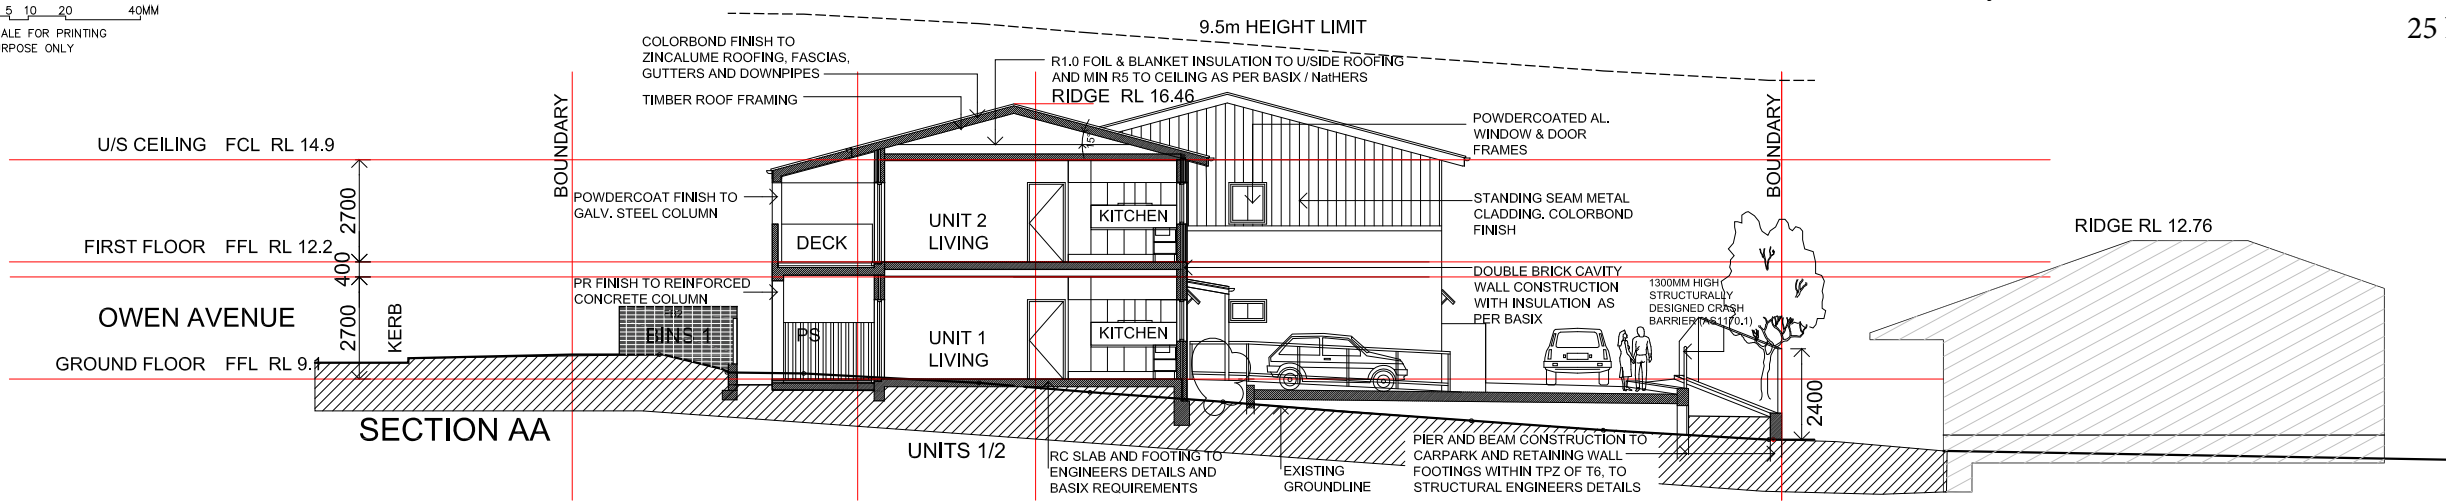 5 10 20 40MM
ALE FOR PRINTING
RPOSE ONLY
25
9.5m HEIGHT LIMIT
COLORBOND FINISH TO
ZINCALUME ROOFING, FASCIAS,
GUTTERS AND DOWNPIPES
TIMBER ROOF FRAMING
R1.0 FOIL & BLANKET INSULATION TO U/SIDE ROOFING
AND MIN R5 TO CEILING AS PER BASIX / NatHERS
RIDGE RL 16.46
BOUNDARY
BOUNDARY
POWDERCOATED AL.
WINDOW & DOOR
FRAMES
U/S CEILING FCL RL 14.9
2700
POWDERCOAT FINISH TO
GALV. STEEL COLUMN
STANDING SEAM METAL
CLADDING. COLORBOND
FINISH
UNIT 2
LIVING
KITCHEN
DECK
RIDGE RL 12.76
FIRST FLOOR FFL RL 12.2
400
PR FINISH TO REINFORCED
CONCRETE COLUMN
DOUBLE BRICK CAVITY
WALL CONSTRUCTION
WITH INSULATION AS
PER BASIX
1300MM HIGH
STRUCTURALLY
DESIGNED CRASH
BARRIER (AS1170.1)
OWEN AVENUE
2700
KERB
BINS 1
PS
UNIT 1
LIVING
KITCHEN
GROUND FLOOR FFL RL 9.1
2400
SECTION AA
UNITS 1/2
RC SLAB AND FOOTING TO
ENGINEERS DETAILS AND
BASIX REQUIREMENTS
EXISTING
GROUNDLINE
PIER AND BEAM CONSTRUCTION TO
CARPARK AND RETAINING WALL
FOOTINGS WITHIN TPZ OF T6, TO
STRUCTURAL ENGINEERS DETAILS